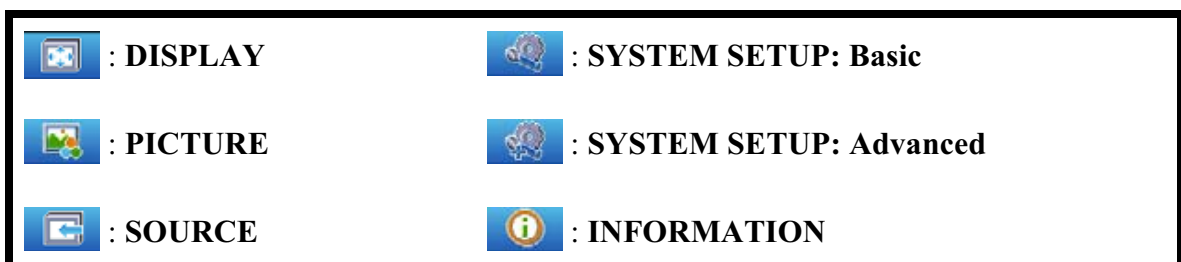 : DISPLAY
: SYSTEM SETUP: Basic
: PICTURE
: SYSTEM SETUP: Advanced
: SOURCE
: INFORMATION